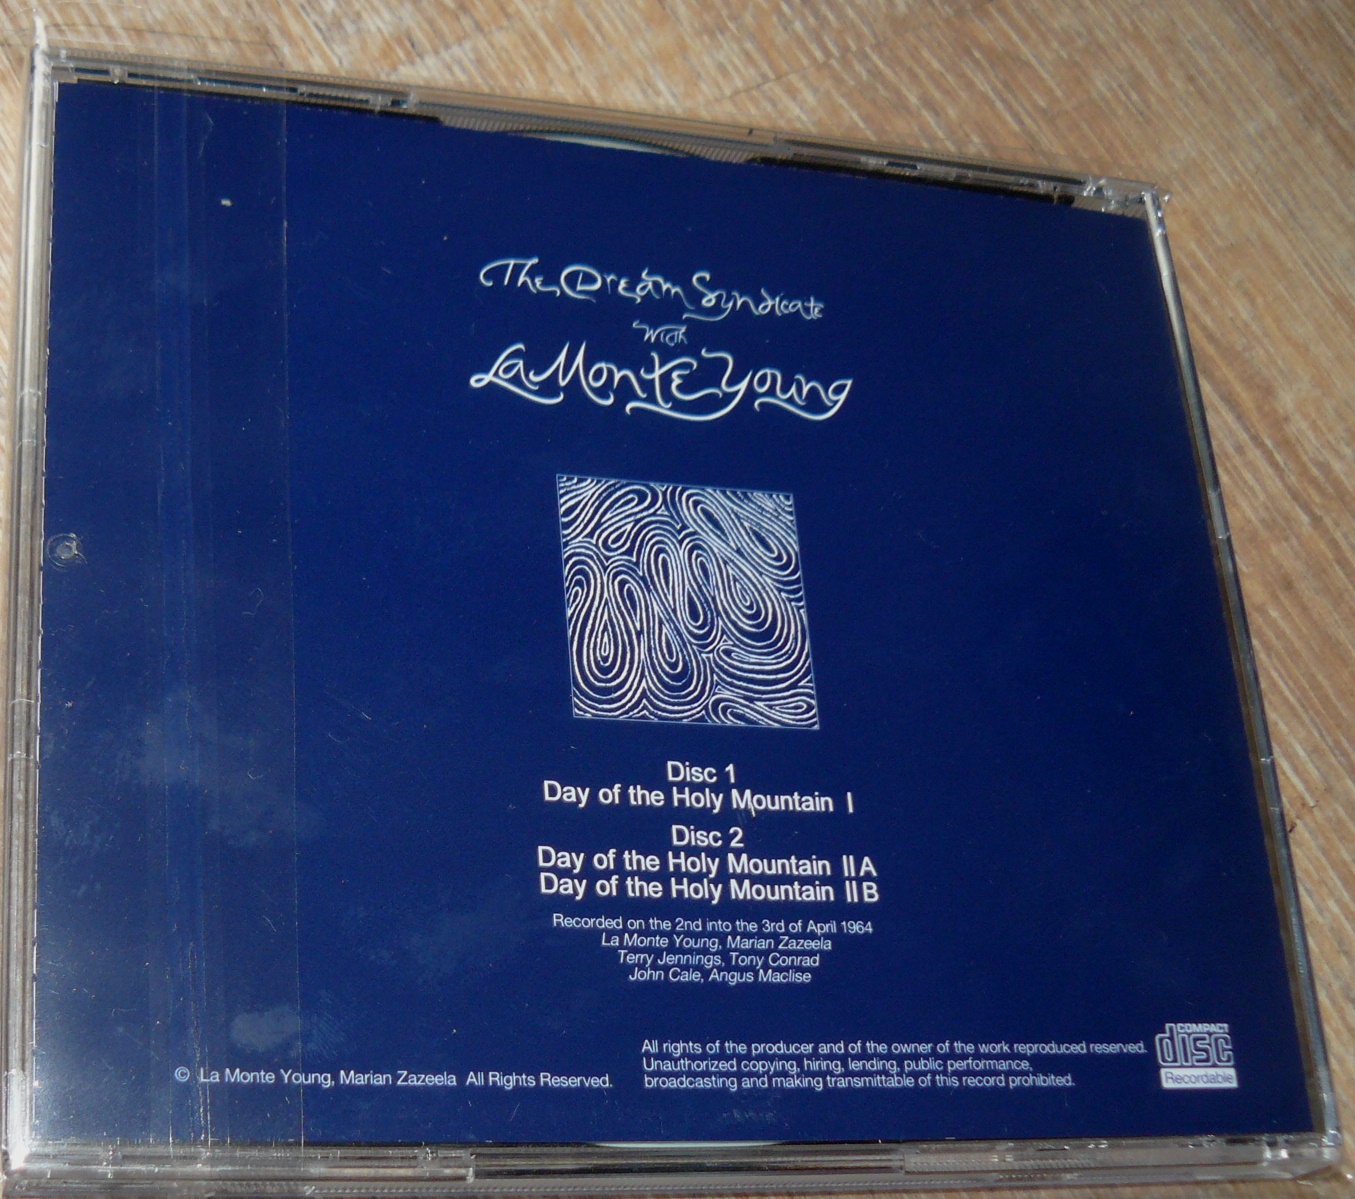 The Dream Syndicate
With
La Monte Young
Disc 1
Day of the Holy Mountain I
Disc 2
Day of the Holy Mountain II A
Day of the Holy Mountain II B
Recorded on the 2nd into the 3rd of April 1964
La Monte Young, Marian Zazeela
Terry Jennings, Tony Conrad
John Cale, Angus Maclise
© La Monte Young, Marian Zazeela All Rights Reserved.
All rights of the producer and of the owner of the work reproduced reserved.
Unauthorized copying, hiring, lending, public performance,
broadcasting and making transmittable of this record prohibited.
COMPACT
disc
Recordable